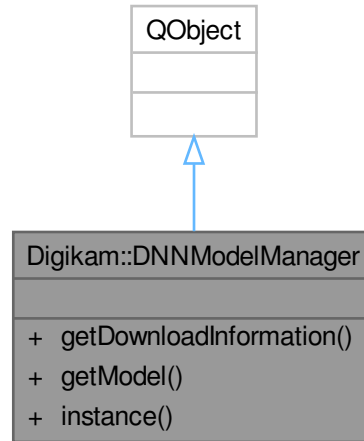 QObject
Digikam::DNNModelManager
+ getDownloadInformation()
+ getModel()
+ instance()